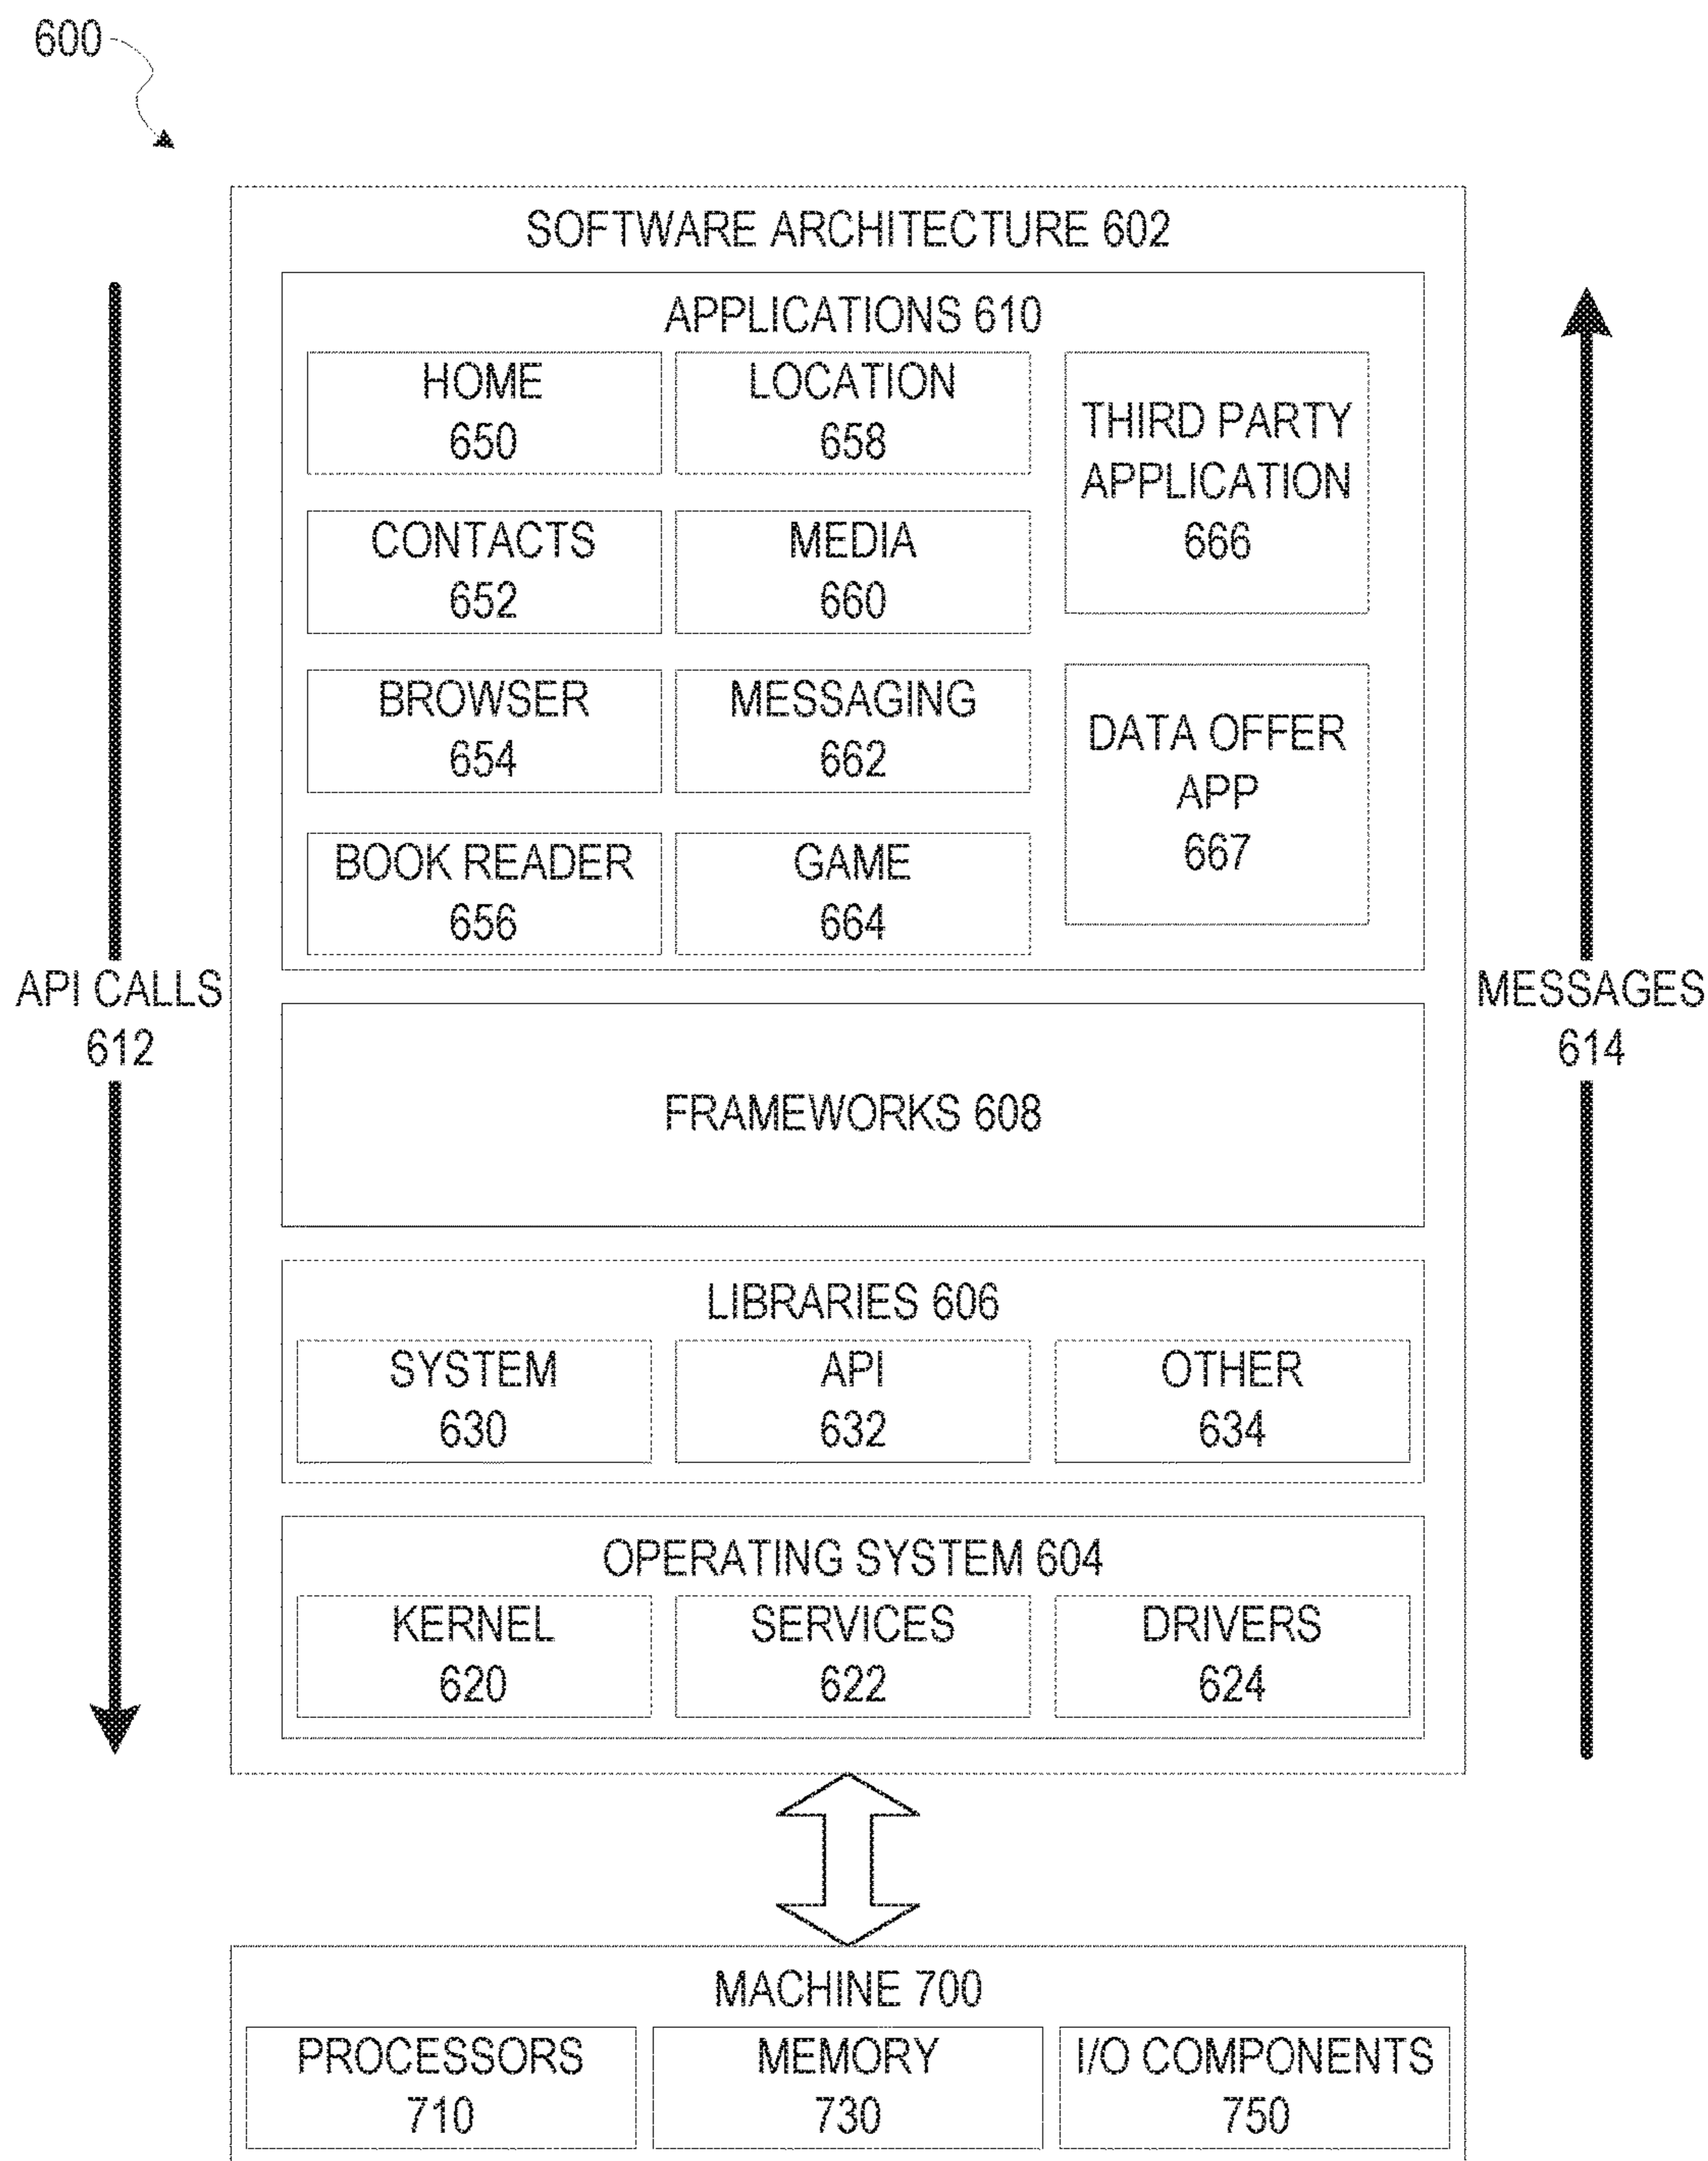 600
SOFTWARE ARCHITECTURE 602
APPLICATIONS 610
HOME
650
LOCATION
658
THIRD PARTY
APPLICATION
666
CONTACTS
652
MEDIA
660
BROWSER
654
MESSAGING
662
DATA OFFER
APP
667
BOOK READER
656
GAME
664
API CALLS
612
MESSAGES
614
FRAMEWORKS 608
LIBRARIES 606
SYSTEM
630
API
632
OTHER
634
OPERATING SYSTEM 604
KERNEL
620
SERVICES
622
DRIVERS
624
MACHINE 700
PROCESSORS
710
MEMORY
730
I/O COMPONENTS
750